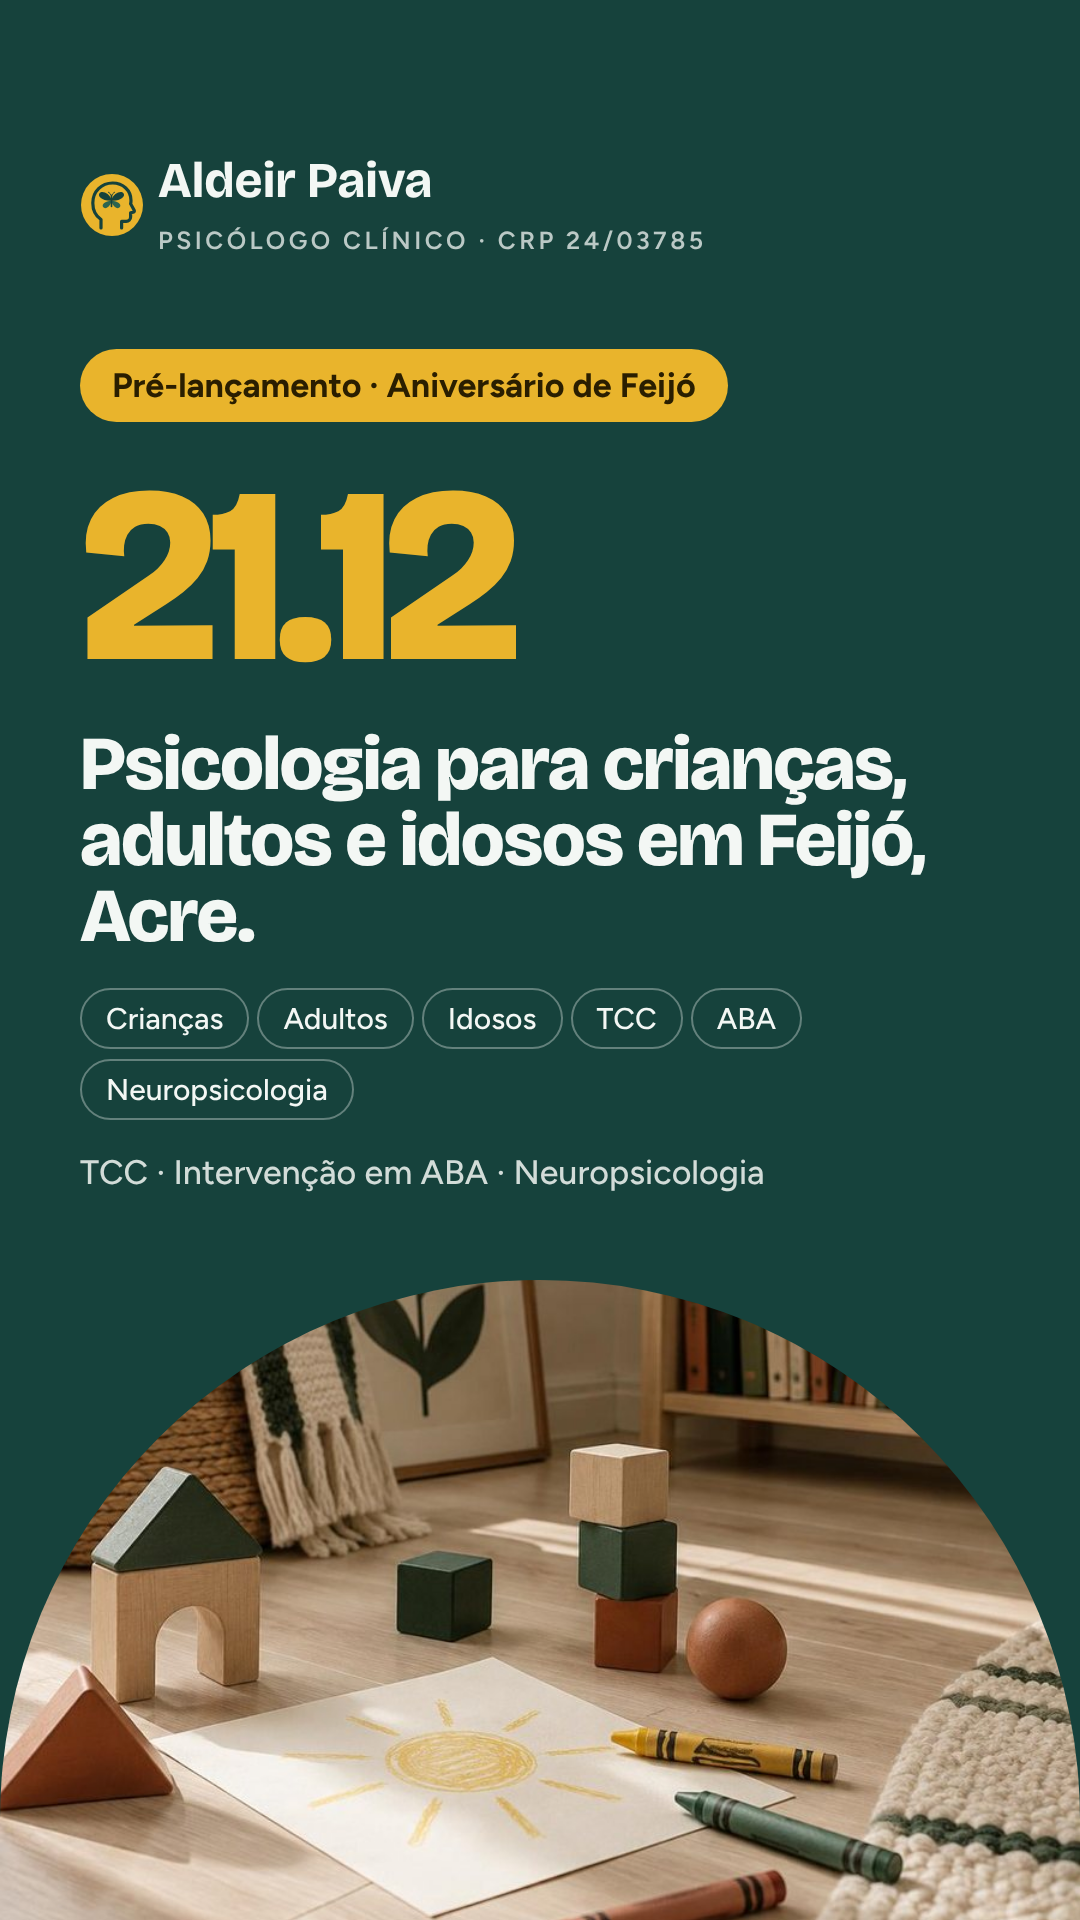 Aldeir Paiva
PSICÓLOGO CLÍNICO · CRP 24/03785
Pré-lançamento · Aniversário de Feijó
21.12
Psicologia para crianças,
adultos e idosos em Feijó,
Acre.
Crianças Adultos Idosos TCC ABA
Neuropsicologia
TCC · Intervenção em ABA · Neuropsicologia